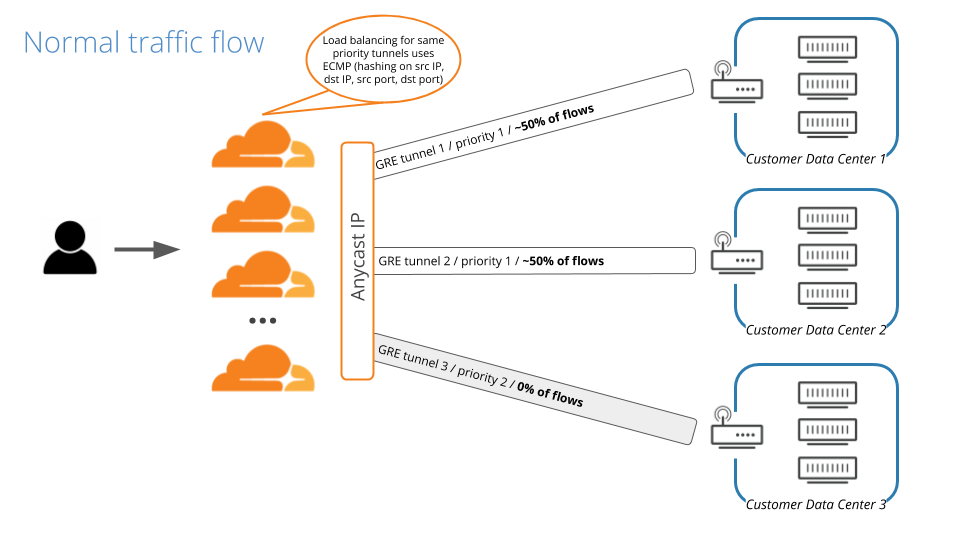 Normal traffic flow
Load balancing for same
priority tunnels uses
ECMP (hashing on src IP,
dst IP, src port, dst port)
Anycast IP
GRE tunnel 1 / priority 1 / ~50% of flows
GRE tunnel 2 / priority 1 / ~50% of flows
GRE tunnel 3 / priority 2 / 0% of flows
Customer Data Center 1
Customer Data Center 2
Customer Data Center 3